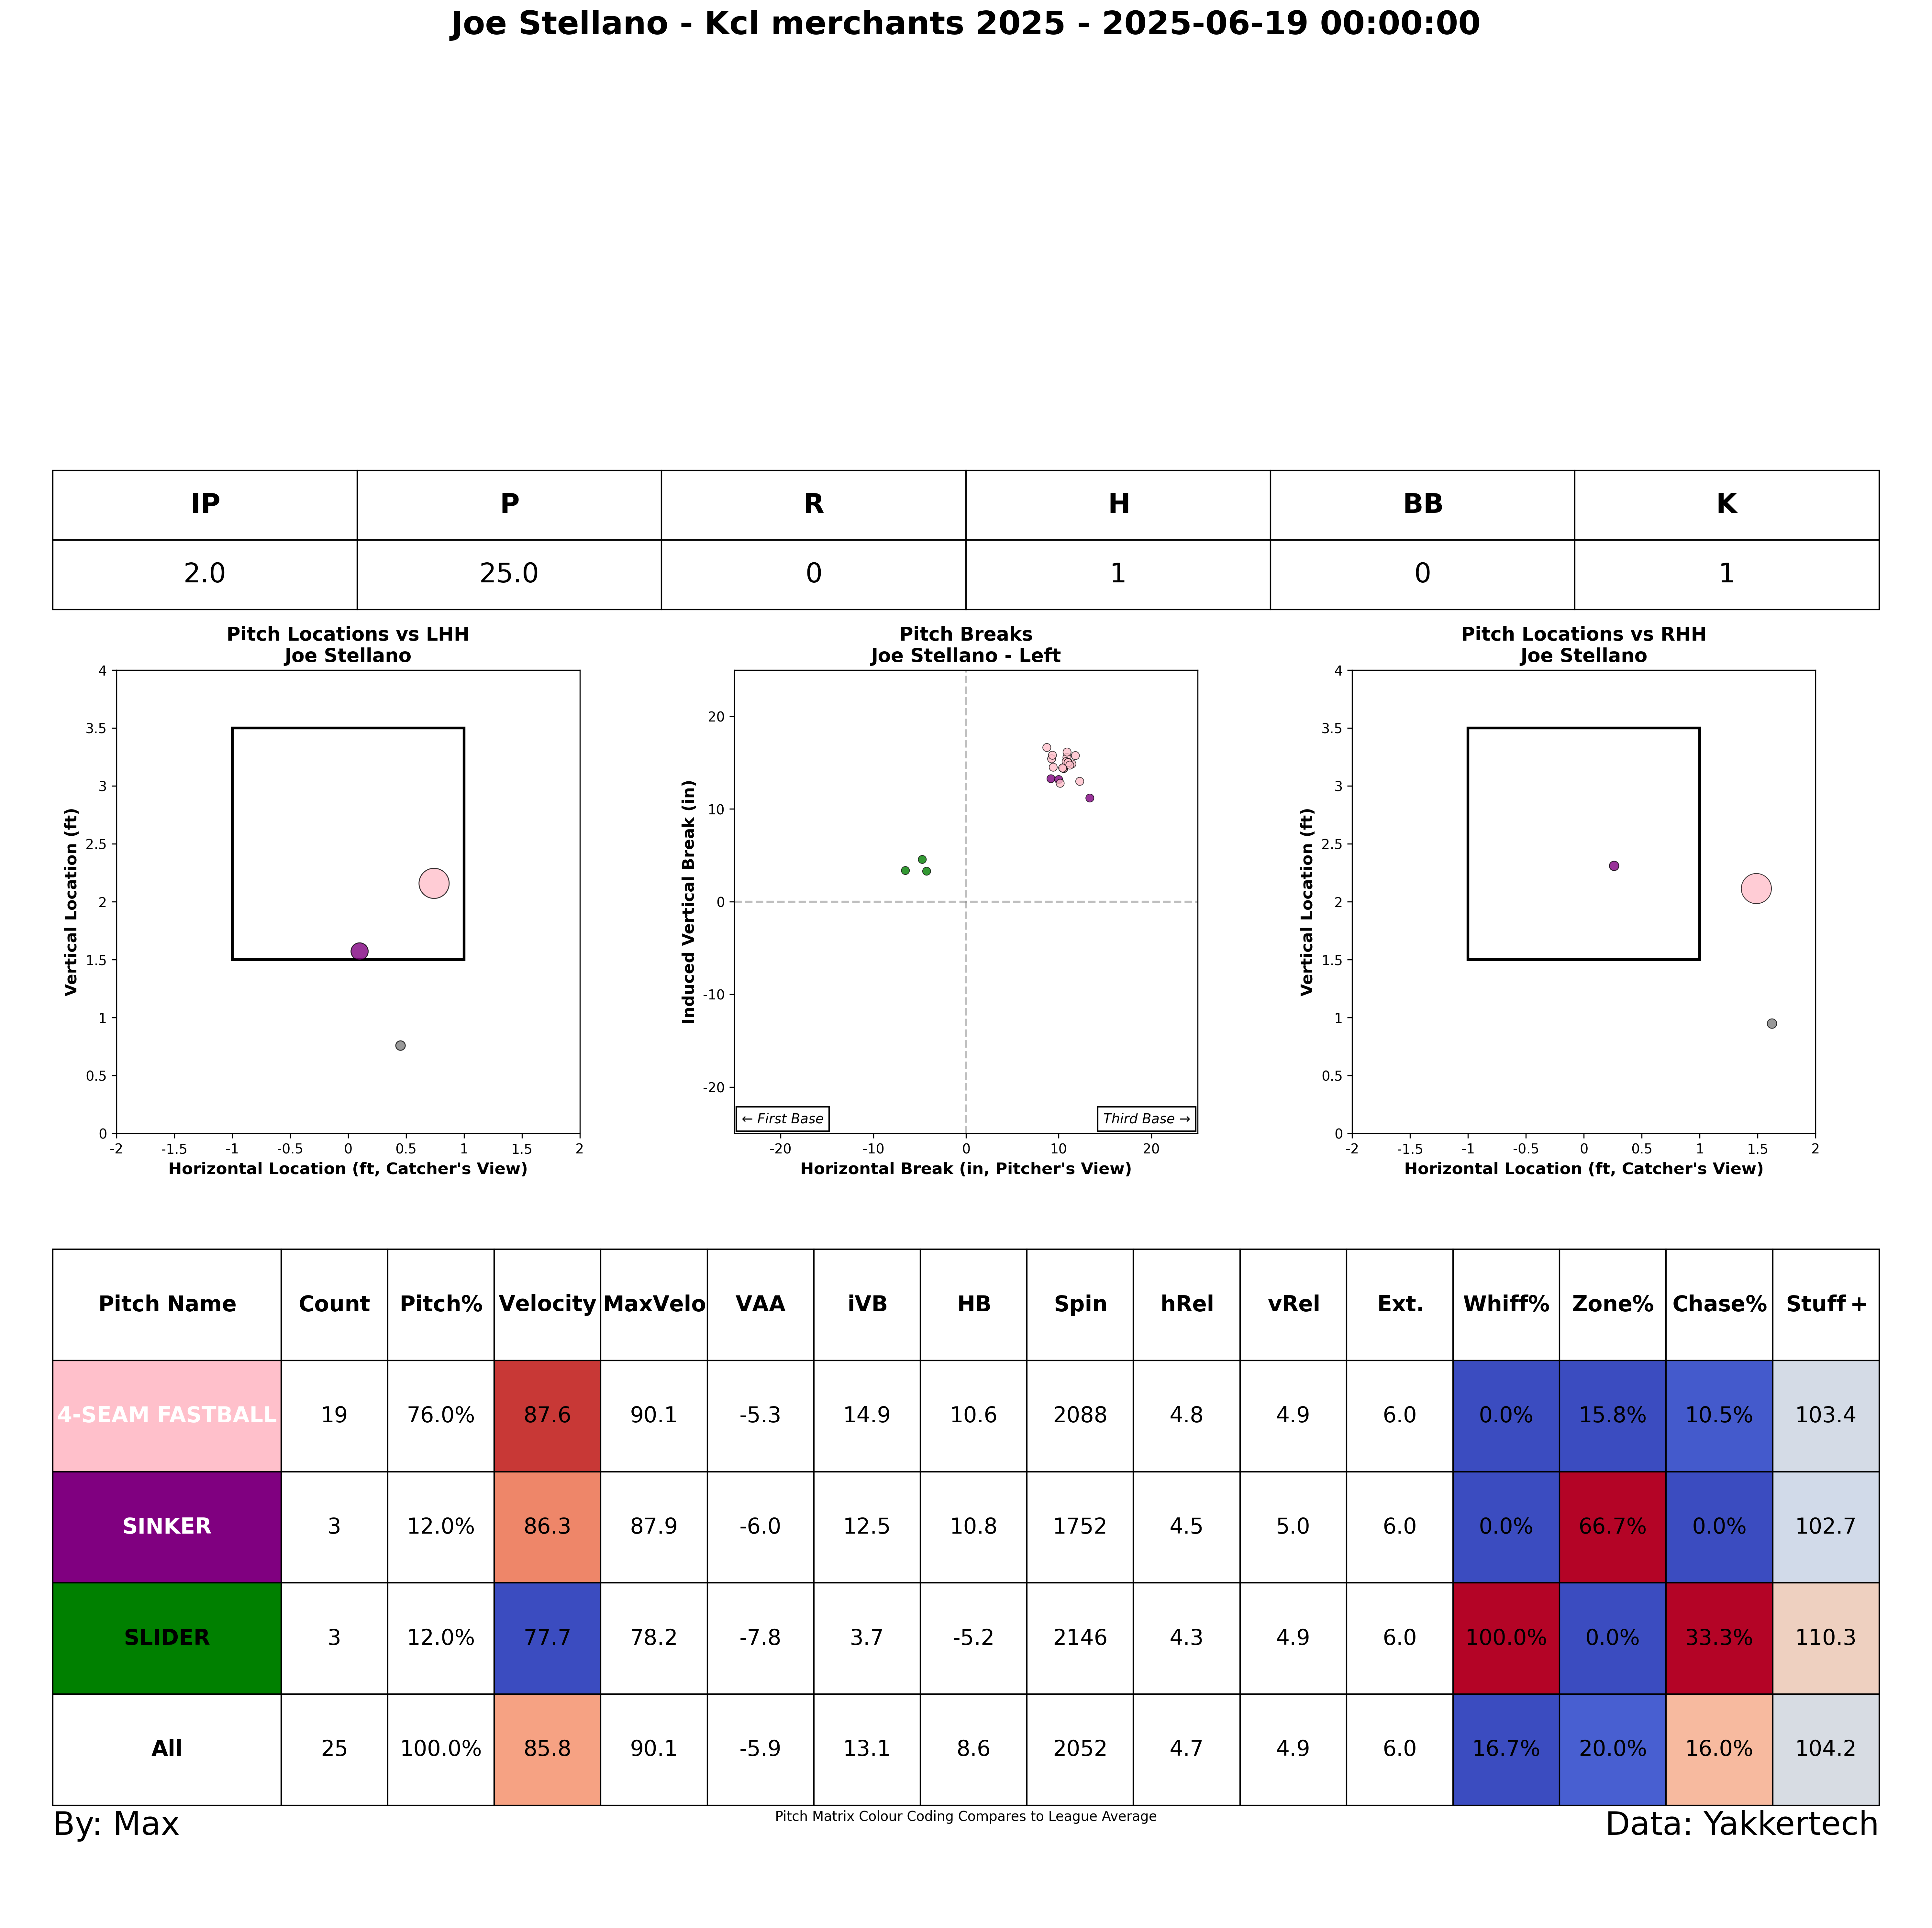 Joe Stellano - Kcl merchants 2025 - 2025-06-19 00:00:00
IP P R H BB K
2.0 25.0 0 1 0 1
Pitch Locations vs LHH
Joe Stellano
4
3.5
3
2.5
2
1.5
1
0.5
0
-2 -1.5 -1 -0.5 0 0.5 1 1.5 2
Vertical Location (ft)
Horizontal Location (ft, Catcher's View)
Pitch Breaks
Joe Stellano - Left
20
10
0
-10
-20
← First Base
Third Base →
-20 -10 0 10 20
Induced Vertical Break (in)
Horizontal Break (in, Pitcher's View)
Pitch Locations vs RHH
Joe Stellano
4
3.5
3
2.5
2
1.5
1
0.5
0
-2 -1.5 -1 -0.5 0 0.5 1 1.5 2
Vertical Location (ft)
Horizontal Location (ft, Catcher's View)
Pitch Name Count Pitch% Velocity MaxVelo VAA iVB HB Spin hRel vRel Ext. Whiff% Zone% Chase% Stuff+
4-SEAM FASTBALL 19 76.0% 87.6 90.1 -5.3 14.9 10.6 2088 4.8 4.9 6.0 0.0% 15.8% 10.5% 103.4
SINKER 3 12.0% 86.3 87.9 -6.0 12.5 10.8 1752 4.5 5.0 6.0 0.0% 66.7% 0.0% 102.7
SLIDER 3 12.0% 77.7 78.2 -7.8 3.7 -5.2 2146 4.3 4.9 6.0 100.0% 0.0% 33.3% 110.3
All 25 100.0% 85.8 90.1 -5.9 13.1 8.6 2052 4.7 4.9 6.0 16.7% 20.0% 16.0% 104.2
By: Max
Pitch Matrix Colour Coding Compares to League Average
Data: Yakkertech